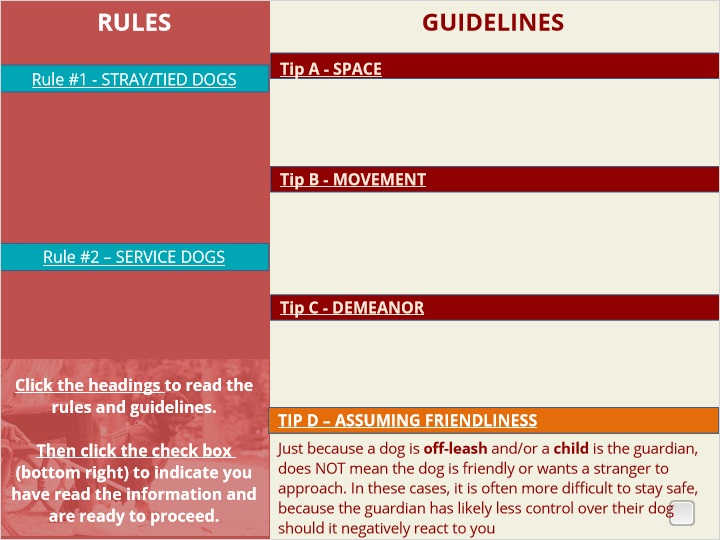 RULES
Rule #1 - STRAY/TIED DOGS
Rule #2 – SERVICE DOGS
Click the headings to read the
rules and guidelines.
Then click the check box
(bottom right) to indicate you
have read the information and
are ready to proceed.
GUIDELINES
Tip A - SPACE
Tip B - MOVEMENT
Tip C - DEMEANOR
TIP D – ASSUMING FRIENDLINESS
Just because a dog is off-leash and/or a child is the guardian,
does NOT mean the dog is friendly or wants a stranger to
approach. In these cases, it is often more difficult to stay safe,
because the guardian has likely less control over their dog
should it negatively react to you